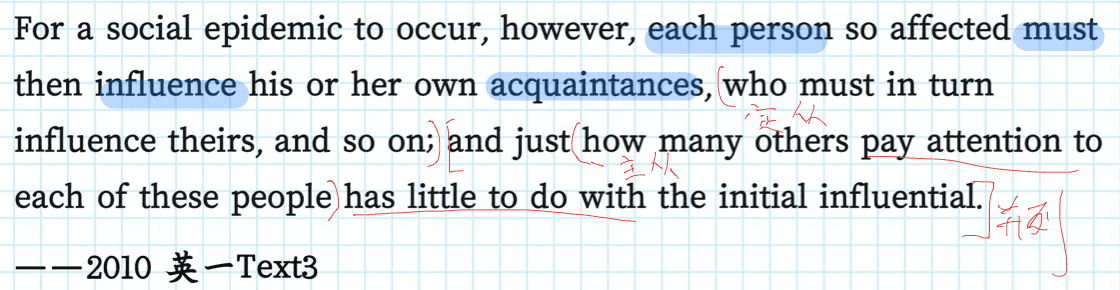 For a social epidemic to occur, however, each person so affected must
then influence his or her own acquaintances, who must in turn
定从
influence theirs, and so on; and just how many others pay attention to
主从
each of these people has little to do with the initial influential.
并列
——2010 英一Text3